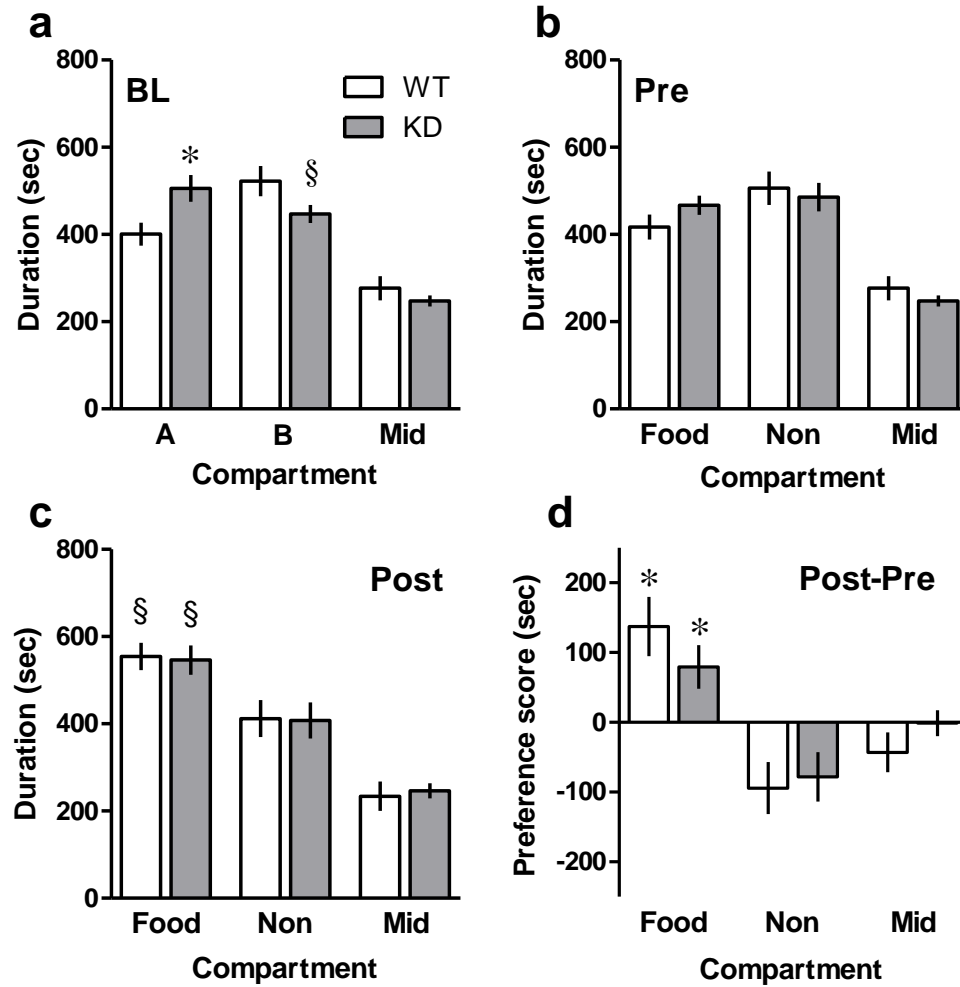 a
BL
WT
KD
Duration (sec)
800
600
400
200
0
*
§
A B Mid
Compartment
b
Pre
Duration (sec)
800
600
400
200
0
Food Non Mid
Compartment
c
Post
Duration (sec)
800
600
400
200
0
§ §
Food Non Mid
Compartment
d
Post-Pre
Preference score (sec)
200
100
0
-100
-200
*
*
Food Non Mid
Compartment